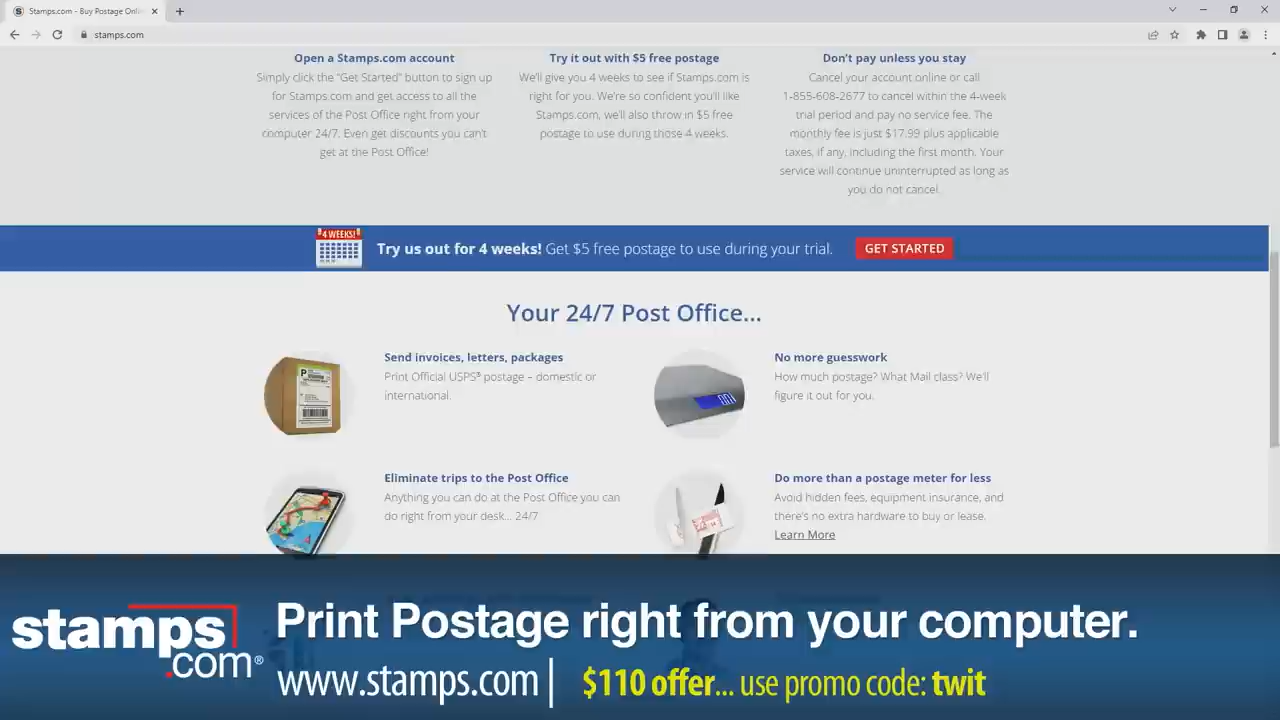 Stamps.com - Buy Postage Onlin
stamps.com
Open a Stamps.com account
Simply click the "Get Started" button to sign up
for Stamps.com and get access to all the
services of the Post Office right from your
computer 24/7. Even get discounts you can't
get at the Post Office!
Try it out with $5 free postage
We'll give you 4 weeks to see if Stamps.com is
right for you. We're so confident you'll like
Stamps.com, we'll also throw in $5 free
postage to use during those 4 weeks.
Don't pay unless you stay
Cancel your account online or call
1-855-608-2677 to cancel within the 4-week
trial period and pay no service fee. The
monthly fee is just $17.99 plus applicable
taxes, if any, including the first month. Your
service will continue uninterrupted as long as
you do not cancel.
4 WEEKS!
Try us out for 4 weeks! Get $5 free postage to use during your trial.
GET STARTED
Your 24/7 Post Office...
Send invoices, letters, packages
Print Official USPS® postage – domestic or
international.
No more guesswork
How much postage? What Mail class? We'll
figure it out for you.
P
Eliminate trips to the Post Office
Anything you can do at the Post Office you can
do right from your desk... 24/7
Do more than a postage meter for less
Avoid hidden fees, equipment insurance, and
there's no extra hardware to buy or lease.
Learn More
stamps
.com®
Print Postage right from your computer.
www.stamps.com | $110 offer... use promo code: twit